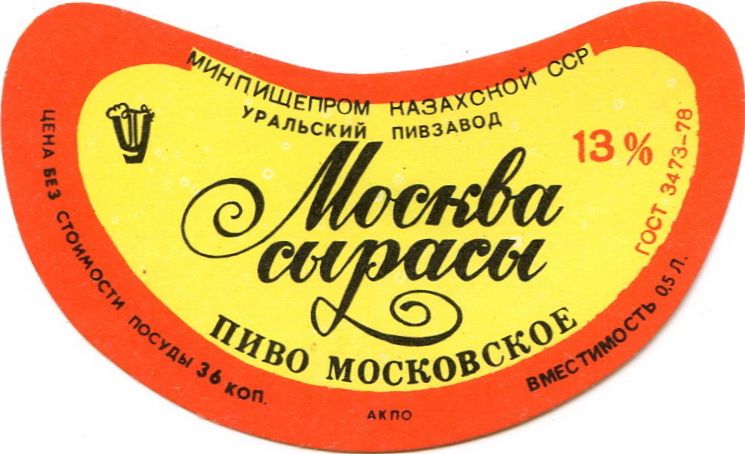 МИНПИЩЕПРОМ КАЗАХСКОЙ ССР
УРАЛЬСКИЙ ПИВЗАВОД
13%
Москва
сырасы
ПИВО МОСКОВСКОЕ
ГОСТ 3473-78
ЦЕНА БЕЗ СТОИМОСТИ ПОСУДЫ 36 КОП.
ВМЕСТИМОСТЬ 0,5 Л.
АКПО